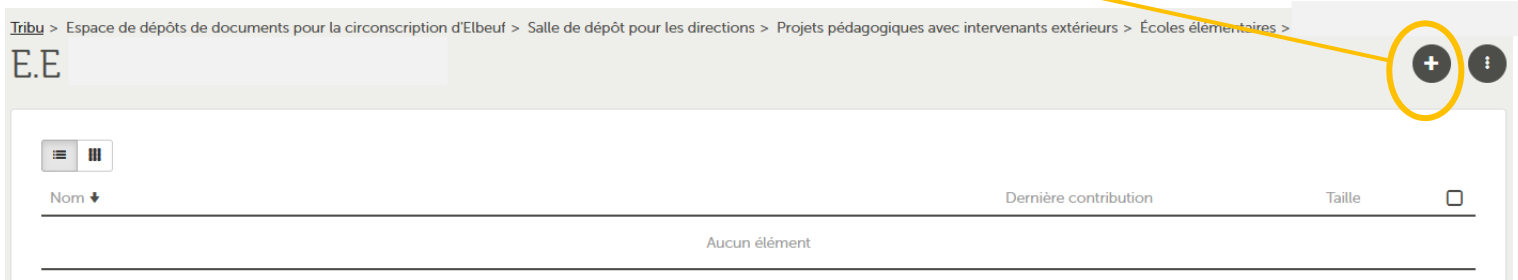 Tribu > Espace de dépôts de documents pour la circonscription d'Elbeuf > Salle de dépôt pour les directions > Projets pédagogiques avec intervenants extérieurs > Écoles élémentaires >
E.E
Nom Dernière contribution Taille
Aucun élément